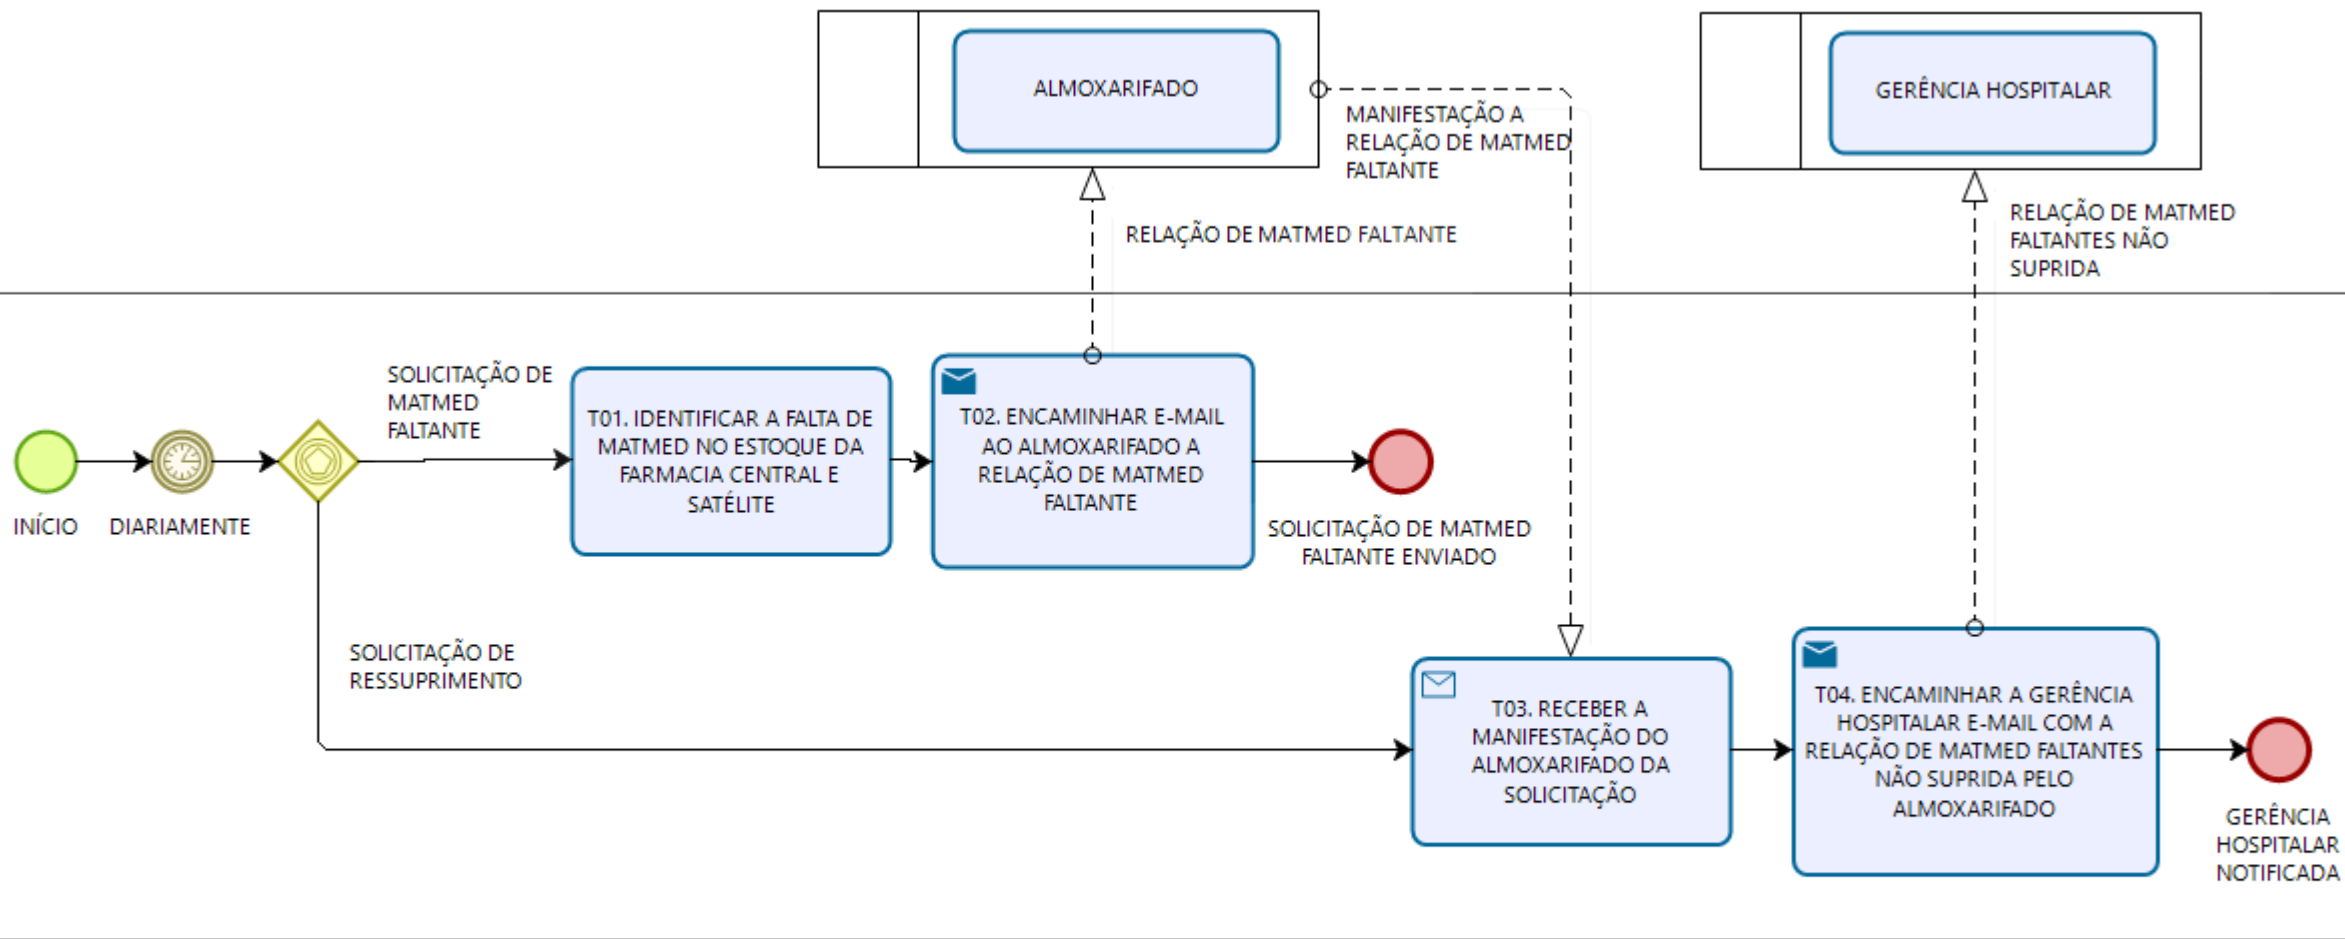 ALMOXARIFADO
MANIFESTAÇÃO A
RELAÇÃO DE MATMED
FALTANTE
GERÊNCIA HOSPITALAR
RELAÇÃO DE MATMED FALTANTE
RELAÇÃO DE MATMED
FALTANTES NÃO
SUPRIDA
INÍCIO
DIARIAMENTE
SOLICITAÇÃO DE
MATMED
FALTANTE
T01. IDENTIFICAR A FALTA DE
MATMED NO ESTOQUE DA
FARMACIA CENTRAL E
SATÉLITE
T02. ENCAMINHAR E-MAIL
AO ALMOXARIFADO A
RELAÇÃO DE MATMED
FALTANTE
SOLICITAÇÃO DE MATMED
FALTANTE ENVIADO
SOLICITAÇÃO DE
RESSUPRIMENTO
T03. RECEBER A
MANIFESTAÇÃO DO
ALMOXARIFADO DA
SOLICITAÇÃO
T04. ENCAMINHAR A GERÊNCIA
HOSPITALAR E-MAIL COM A
RELAÇÃO DE MATMED FALTANTES
NÃO SUPRIDA PELO
ALMOXARIFADO
GERÊNCIA
HOSPITALAR
NOTIFICADA